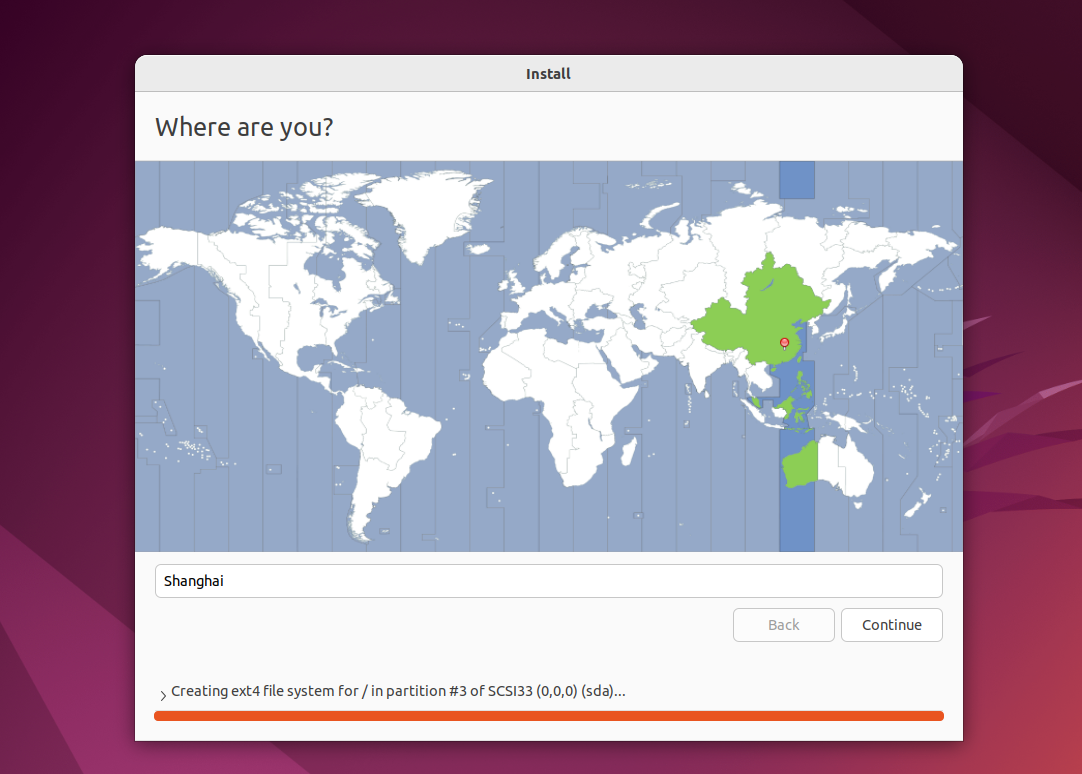 Install
Where are you?
Shanghai
Back
Continue
Creating ext4 file system for / in partition #3 of SCSI33 (0,0,0) (sda)...